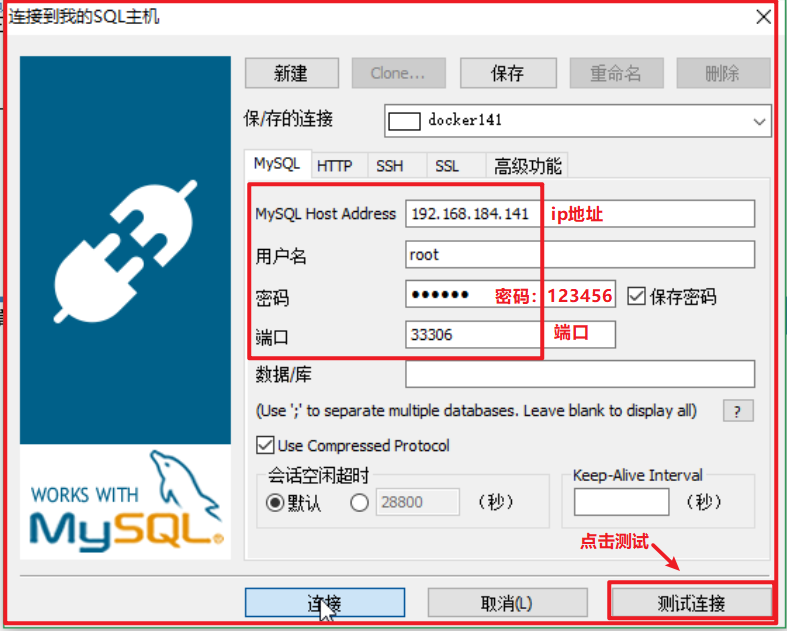 连接到我的SQL主机
新建 Clone... 保存 重命名 删除
保/存的连接 docker141
MySQL HTTP SSH SSL 高级功能
MySQL Host Address 192.168.184.141 ip地址
用户名 root
密码 •••••• 密码：123456 保存密码
端口 33306 端口
数据/库
(Use ';' to separate multiple databases. Leave blank to display all) ?
Use Compressed Protocol
会话空闲超时 Keep-Alive Interval
默认 28800 （秒） （秒）
WORKS WITH
MySQL
点击测试
连接 取消(L) 测试连接